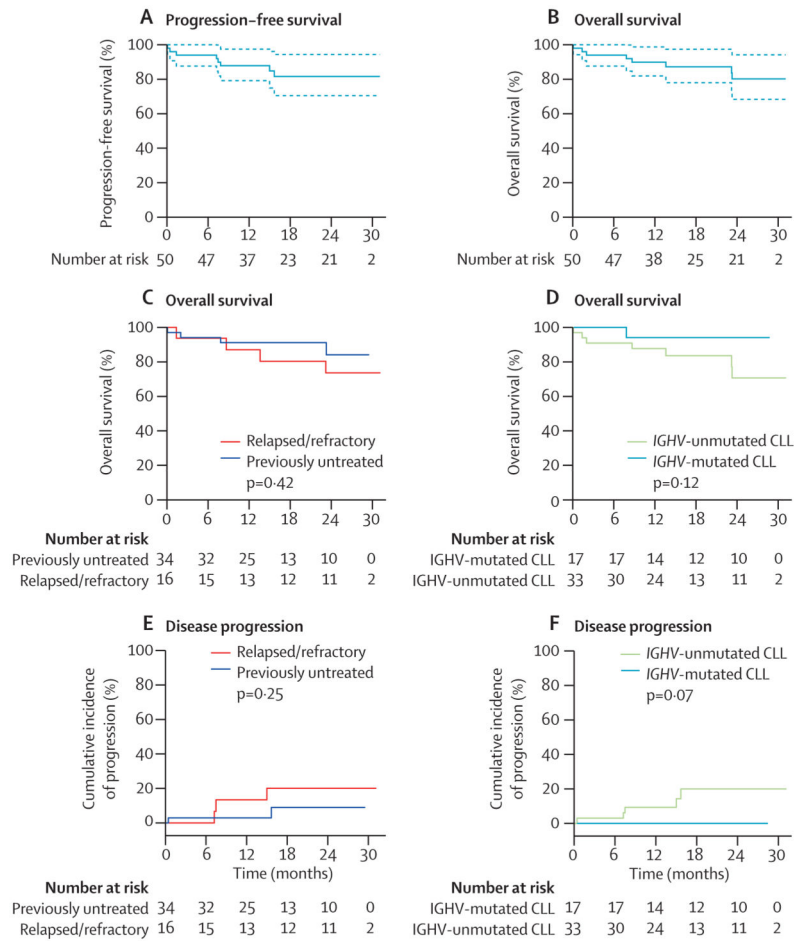 A Progression-free survival
Progression-free survival (%)
100
80
60
40
20
0
0 6 12 18 24 30
Number at risk 50 47 37 23 21 2
B Overall survival
Overall survival (%)
100
80
60
40
20
0
0 6 12 18 24 30
Number at risk 50 47 38 25 21 2
C Overall survival
Overall survival (%)
100
80
60
40
20
0
Relapsed/refractory
Previously untreated
p=0·42
0 6 12 18 24 30
Number at risk
Previously untreated 34 32 25 13 10 0
Relapsed/refractory 16 15 13 12 11 2
D Overall survival
Overall survival (%)
100
80
60
40
20
0
IGHV-unmutated CLL
IGHV-mutated CLL
p=0·12
0 6 12 18 24 30
Number at risk
IGHV-mutated CLL 17 17 14 12 10 0
IGHV-unmutated CLL 33 30 24 13 11 2
E Disease progression
Cumulative incidence
of progression (%)
100
80
60
40
20
0
Relapsed/refractory
Previously untreated
p=0·25
0 6 12 18 24 30
Time (months)
Number at risk
Previously untreated 34 32 25 13 10 0
Relapsed/refractory 16 15 13 12 11 2
F Disease progression
Cumulative incidence
of progression (%)
100
80
60
40
20
0
IGHV-unmutated CLL
IGHV-mutated CLL
p=0·07
0 6 12 18 24 30
Time (months)
Number at risk
IGHV-mutated CLL 17 17 14 12 10 0
IGHV-unmutated CLL 33 30 24 13 11 2